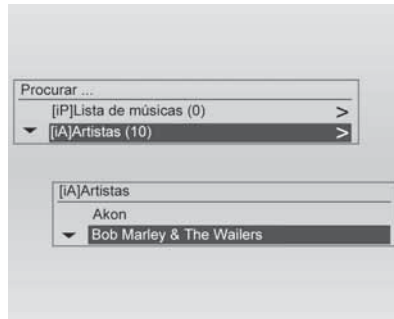 Procurar ...
[iP]Lista de músicas (0) >
[iA]Artistas (10) >
[iA]Artistas
Akon
Bob Marley & The Wailers